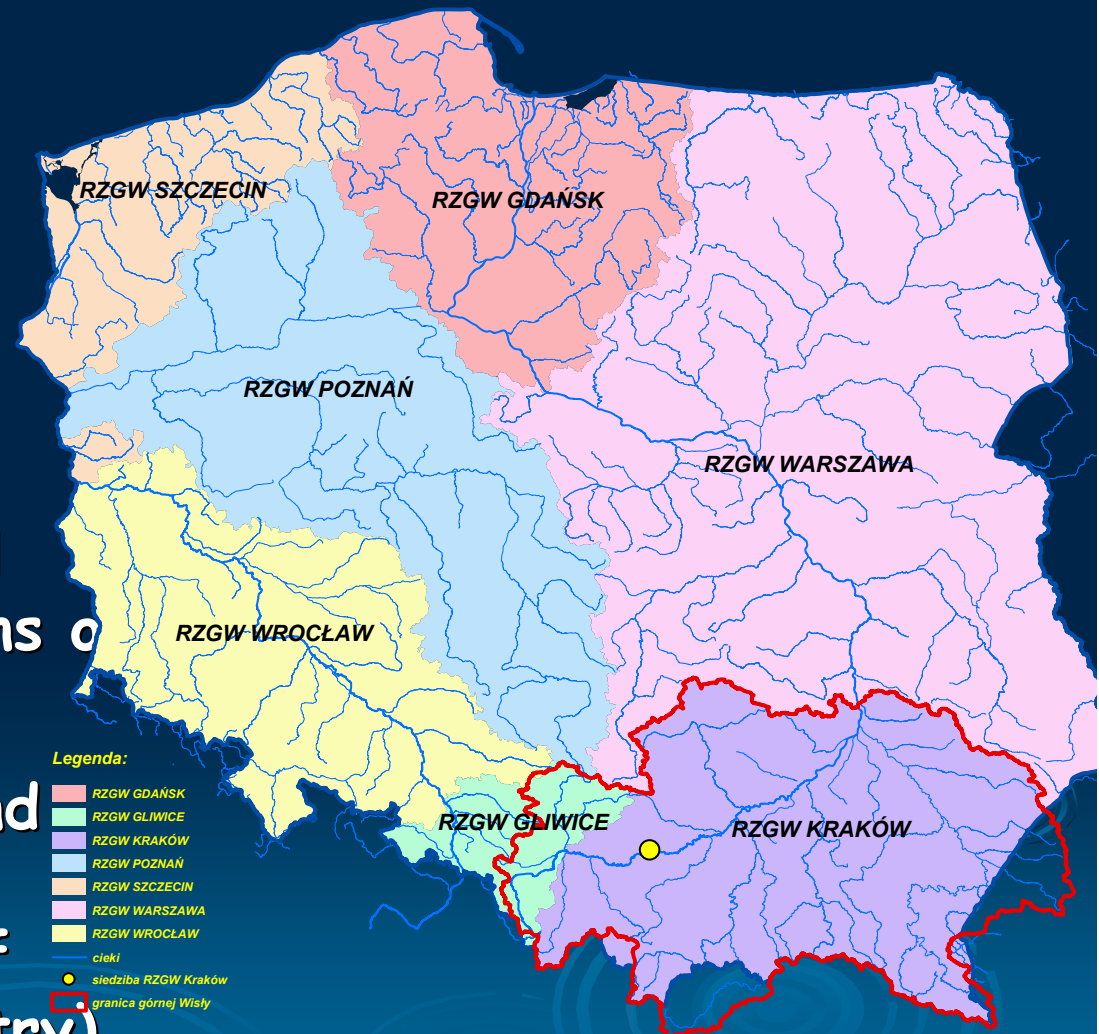 RZGW SZCZECIN
RZGW GDAŃSK
RZGW POZNAŃ
RZGW WARSZAWA
RZGW WROCŁAW
RZGW GLIWICE
RZGW KRAKÓW
Legenda:
RZGW GDAŃSK
RZGW GLIWICE
RZGW KRAKÓW
RZGW POZNAŃ
RZGW SZCZECIN
RZGW WARSZAWA
RZGW WROCŁAW
cieki
siedziba RZGW Kraków
granica górnej Wisły